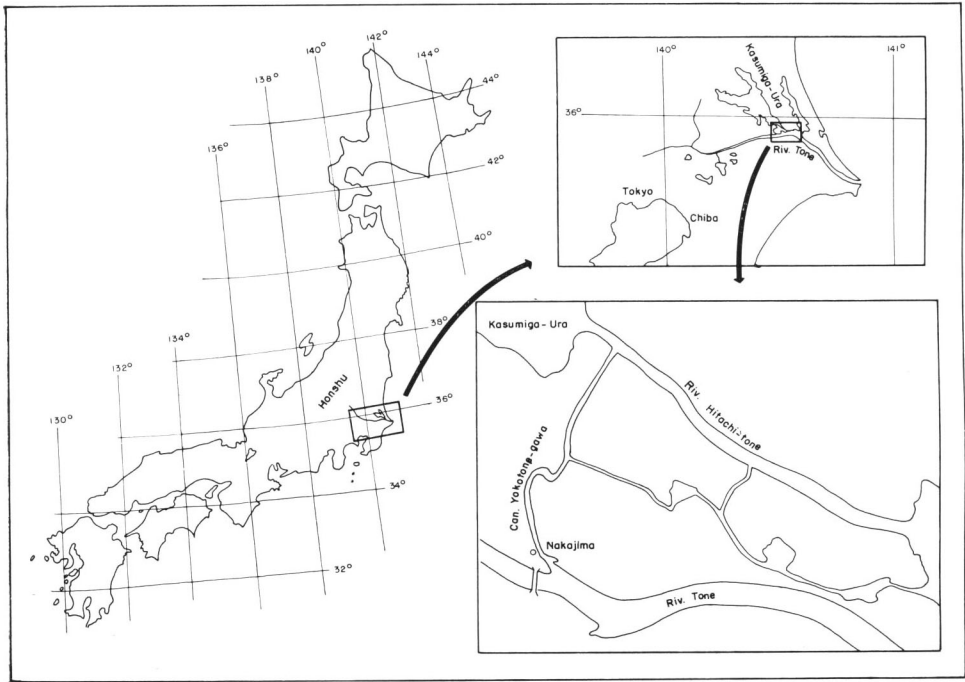 138°
140°
142°
144°
44°
136°
42°
40°
134°
38°
132°
130°
36°
34°
32°
Honshu
140°
141°
36°
Kasumiga-Ura
Riv. Tone
Tokyo
Chiba
Kasumiga-Ura
Riv. Hitachi-tone
Can. Yokotone-gawa
Nakajima
Riv. Tone